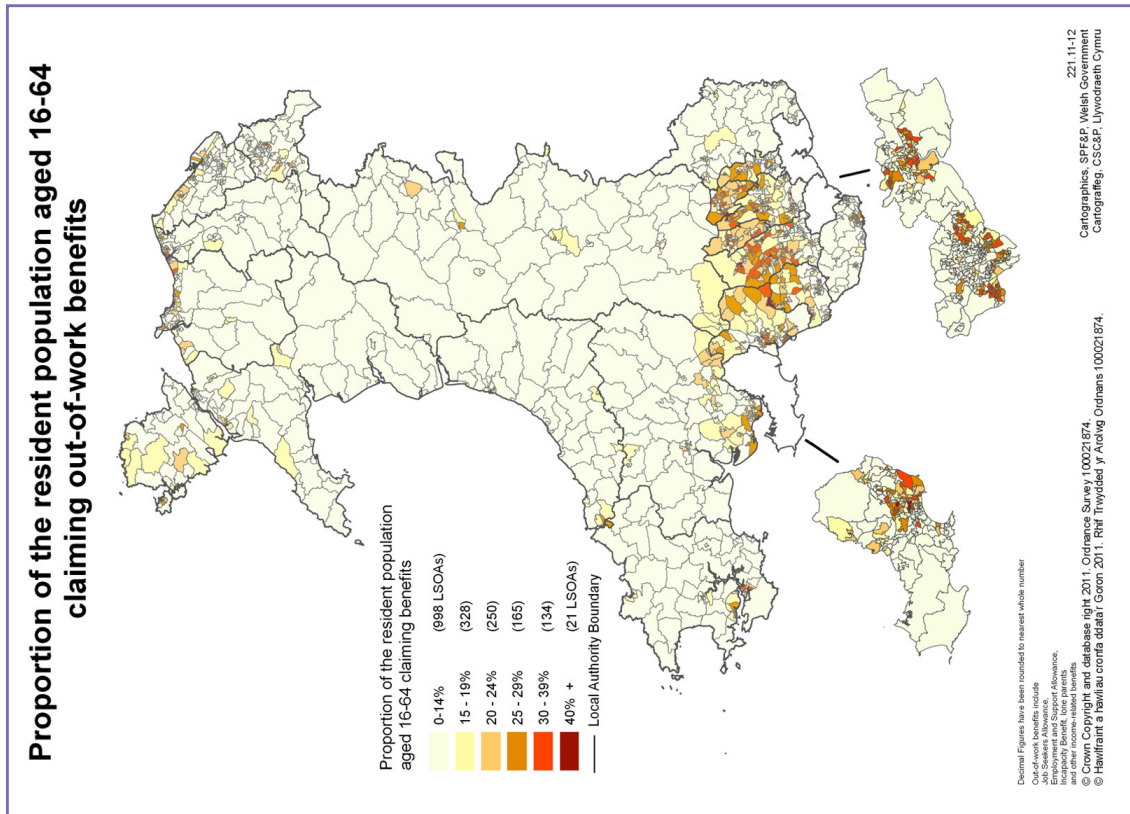 Proportion of the resident population aged 16-64
claiming out-of-work benefits
Proportion of the resident population
aged 16-64 claiming benefits
0-14% (998 LSOAs)
15 - 19% (328)
20 - 24% (250)
25 - 29% (165)
30 - 39% (134)
40% + (21 LSOAs)
Local Authority Boundary
Decimal Figures have been rounded to nearest whole number
Out-of-work benefits include
Job Seekers Allowance,
Employment and Support Allowance,
Incapacity Benefit, lone parents
and other income-related benefits
© Crown Copyright and database right 2011. Ordnance Survey 100021874.
© Hawlfraint a hawliau cronfa ddata'r Goron 2011. Rhif Trwydded yr Arolwg Ordnans 100021874.
221.11-12
Cartographics, SPF&P, Welsh Government
Cartograffeg, CSC&P, Llywodraeth Cymru